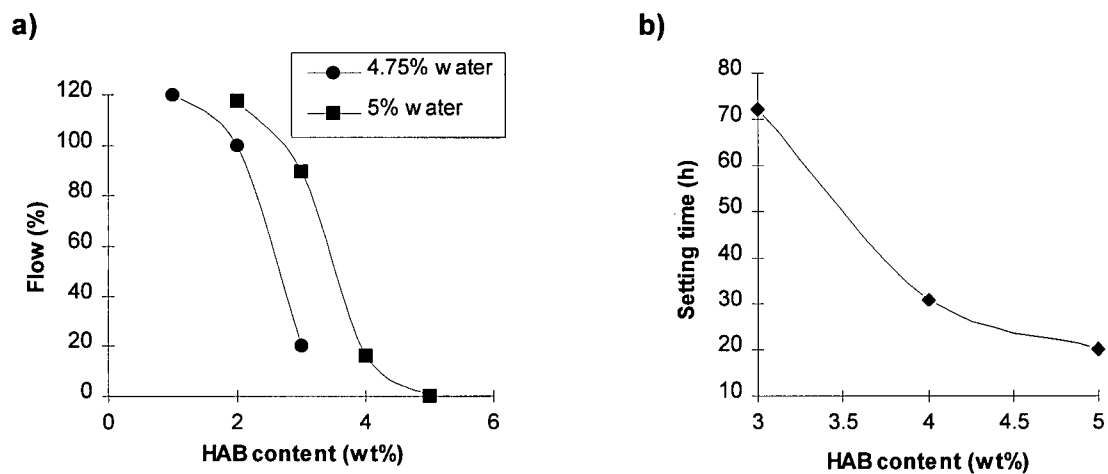 a)
4.75% water
5% water
120
100
80
60
40
20
0
Flow (%)
0 2 4 6
HAB content (wt%)
b)
80
70
60
50
40
30
20
10
Setting time (h)
3 3.5 4 4.5 5
HAB content (wt%)